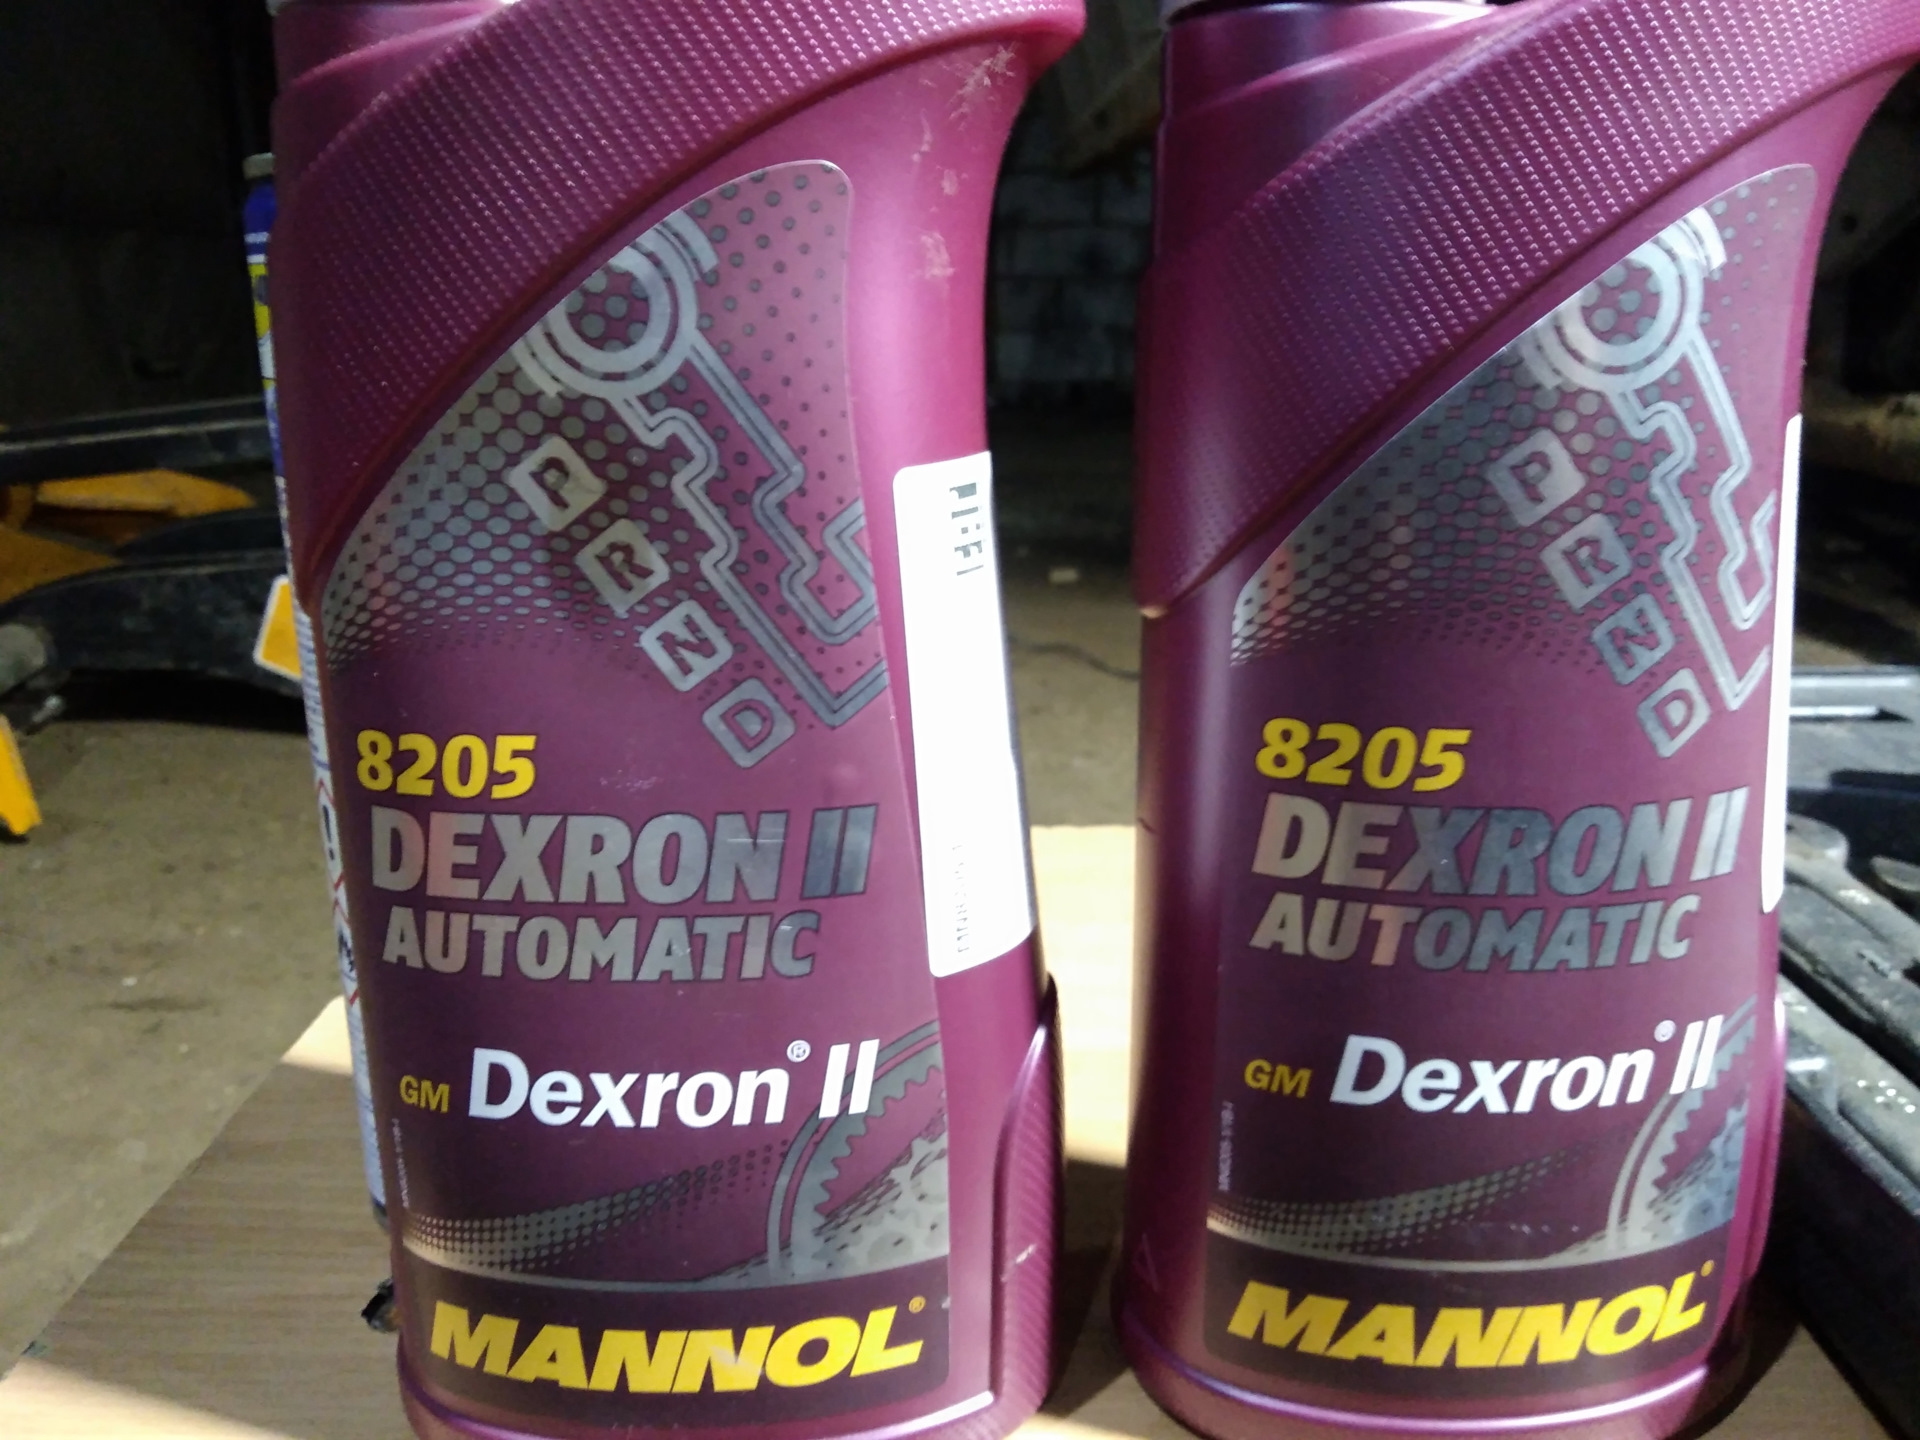 P
R
N
D
8205
DEXRON II
AUTOMATIC
GM Dexron® II
MANNOL®
P
R
N
D
8205
DEXRON II
AUTOMATIC
GM Dexron® II
MANNOL®